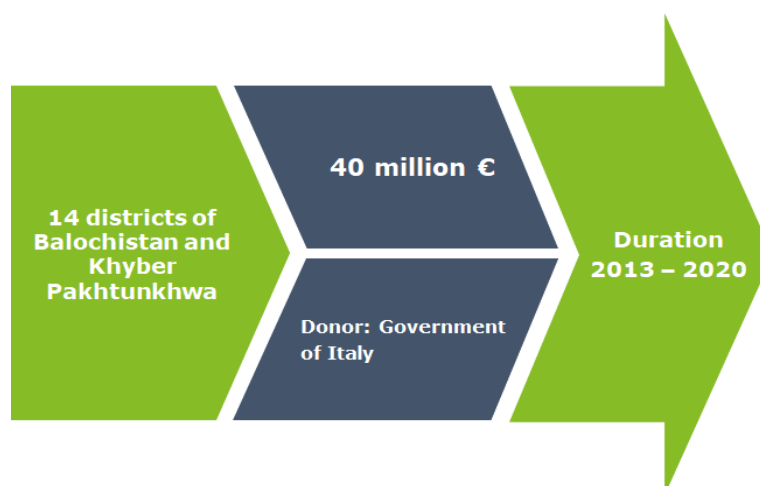 14 districts of
Balochistan and
Khyber
Pakhtunkhwa
40 million €
Donor: Government
of Italy
Duration
2013 – 2020